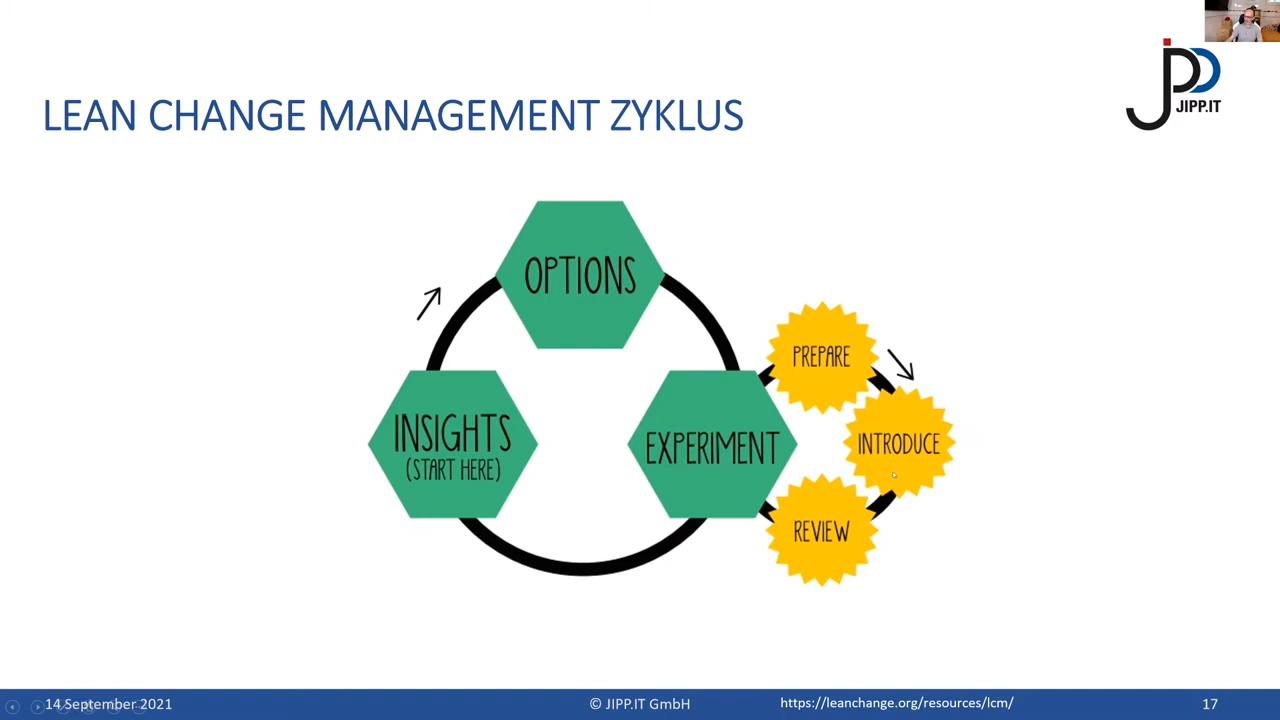 JIPP.IT
LEAN CHANGE MANAGEMENT ZYKLUS
OPTIONS
PREPARE
INSIGHTS
(START HERE)
EXPERIMENT
INTRODUCE
REVIEW
14 September 2021
© JIPP.IT GmbH
https://leanchange.org/resources/lcm/
17